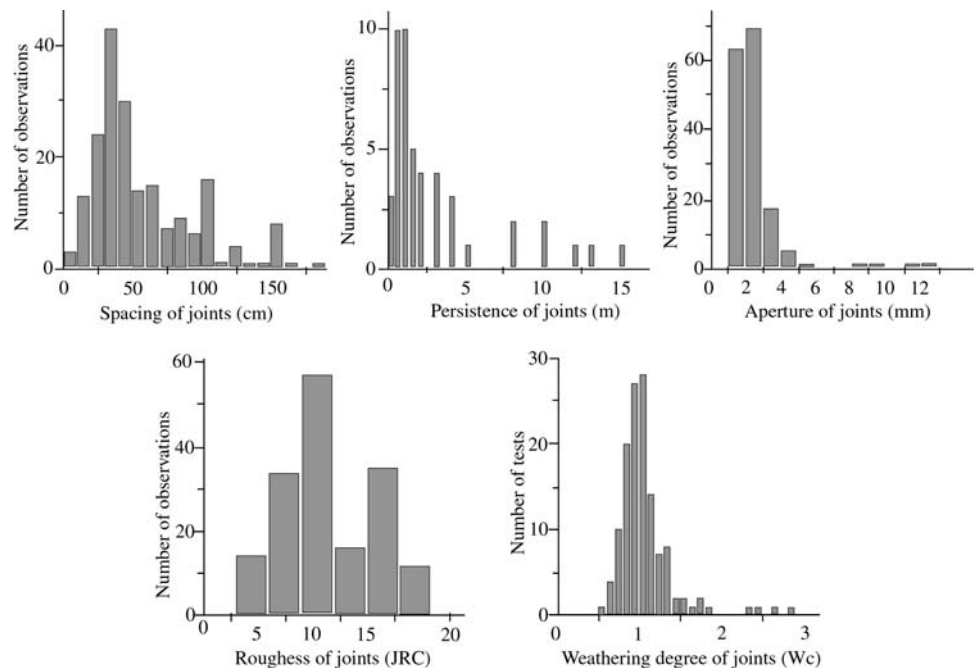 Number of observations
40
20
0
0 50 100 150
Spacing of joints (cm)
Number of observations
10
5
0
5 10 15
Persistence of joints (m)
Number of observations
60
40
20
0
0 2 4 6 8 10 12
Aperture of joints (mm)
Number of observations
60
40
20
0
0 5 10 15 20
Roughness of joints (JRC)
Number of tests
30
20
10
0
0 1 2 3
Weathering degree of joints (Wc)